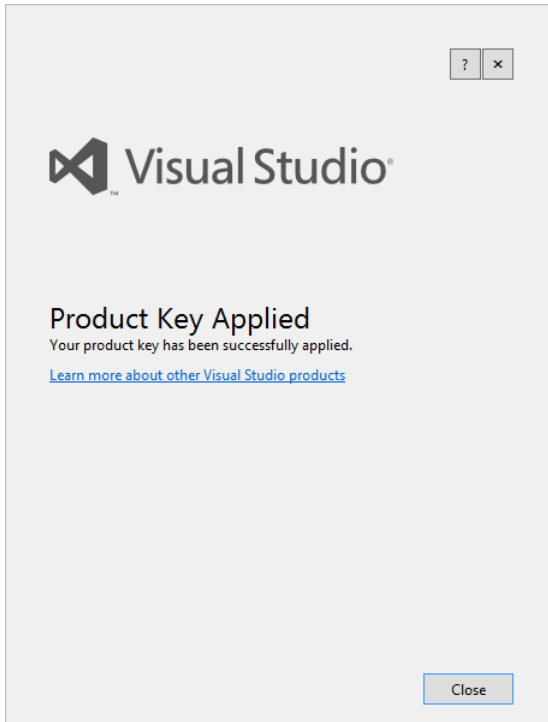 ? ×
Visual Studio®
™
Product Key Applied
Your product key has been successfully applied.
Learn more about other Visual Studio products
Close